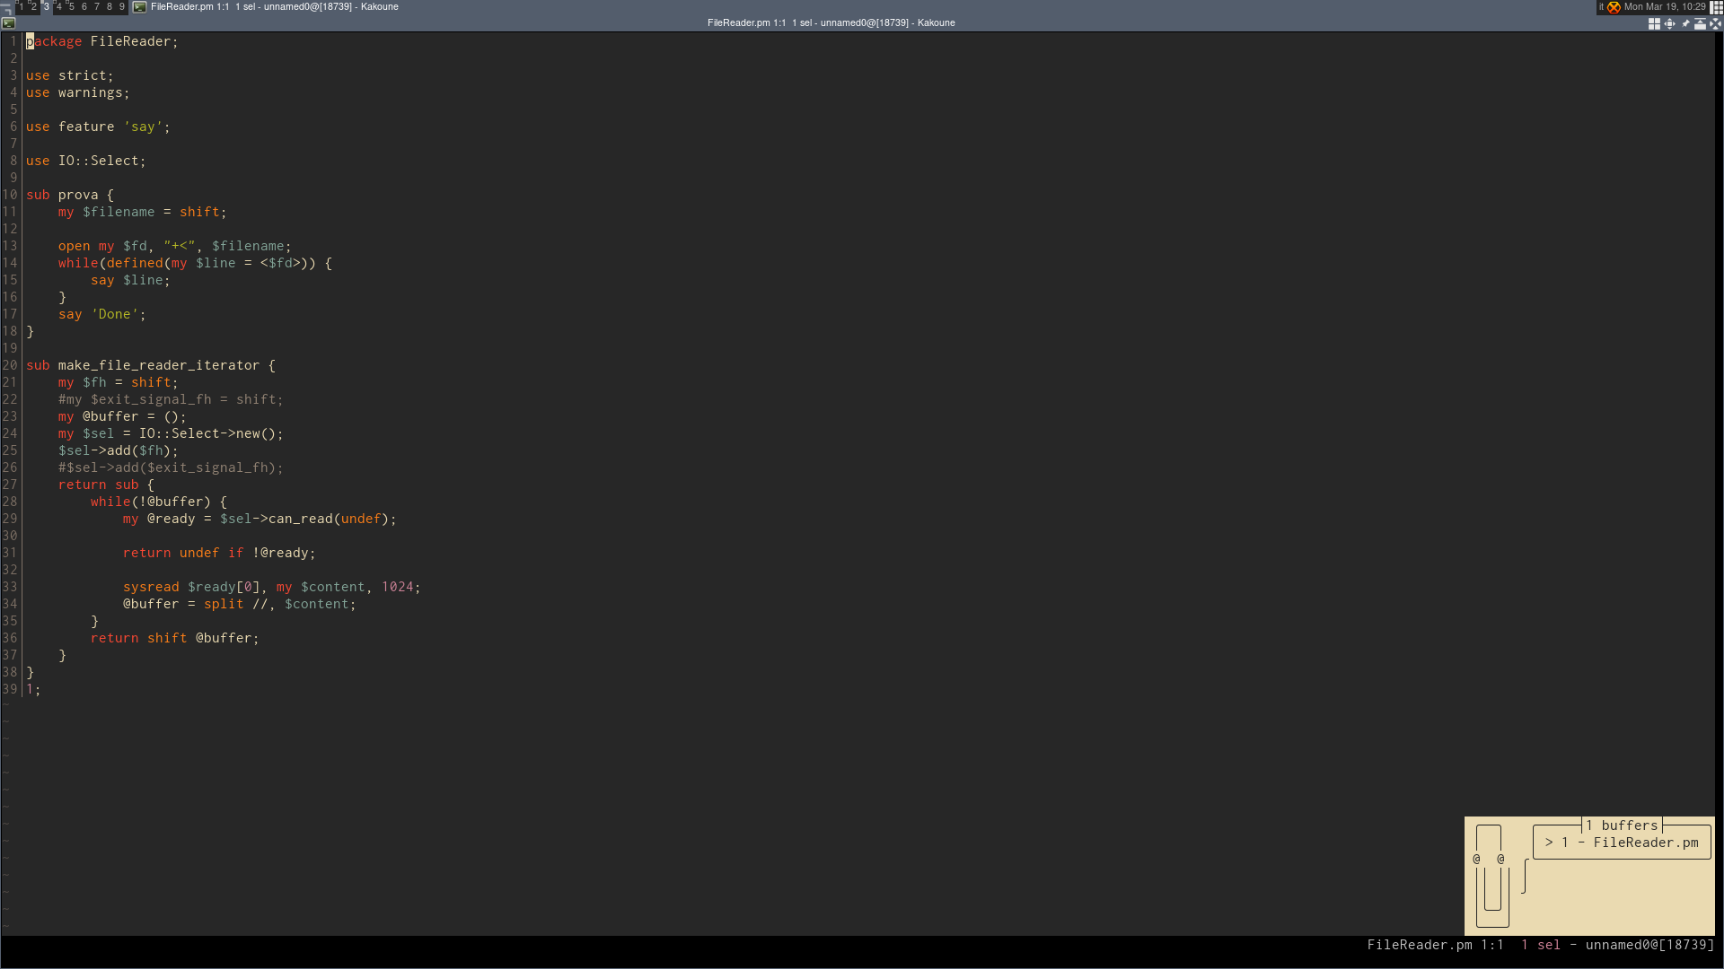 1 2 3 4 5 6 7 8 9 FileReader.pm 1:1 1 sel - unnamed0@[18739] - Kakoune it Mon Mar 19, 10:29
FileReader.pm 1:1 1 sel - unnamed0@[18739] - Kakoune
1 package FileReader;
2
3 use strict;
4 use warnings;
5
6 use feature 'say';
7
8 use IO::Select;
9
10 sub prova {
11     my $filename = shift;
12
13     open my $fd, "+<", $filename;
14     while(defined(my $line = <$fd>)) {
15         say $line;
16     }
17     say 'Done';
18 }
19
20 sub make_file_reader_iterator {
21     my $fh = shift;
22     #my $exit_signal_fh = shift;
23     my @buffer = ();
24     my $sel = IO::Select->new();
25     $sel->add($fh);
26     #$sel->add($exit_signal_fh);
27     return sub {
28         while(!@buffer) {
29             my @ready = $sel->can_read(undef);
30
31             return undef if !@ready;
32
33             sysread $ready[0], my $content, 1024;
34             @buffer = split //, $content;
35         }
36         return shift @buffer;
37     }
38 }
39 1;
1 buffers
> 1 - FileReader.pm
@ @
FileReader.pm 1:1 1 sel - unnamed0@[18739]